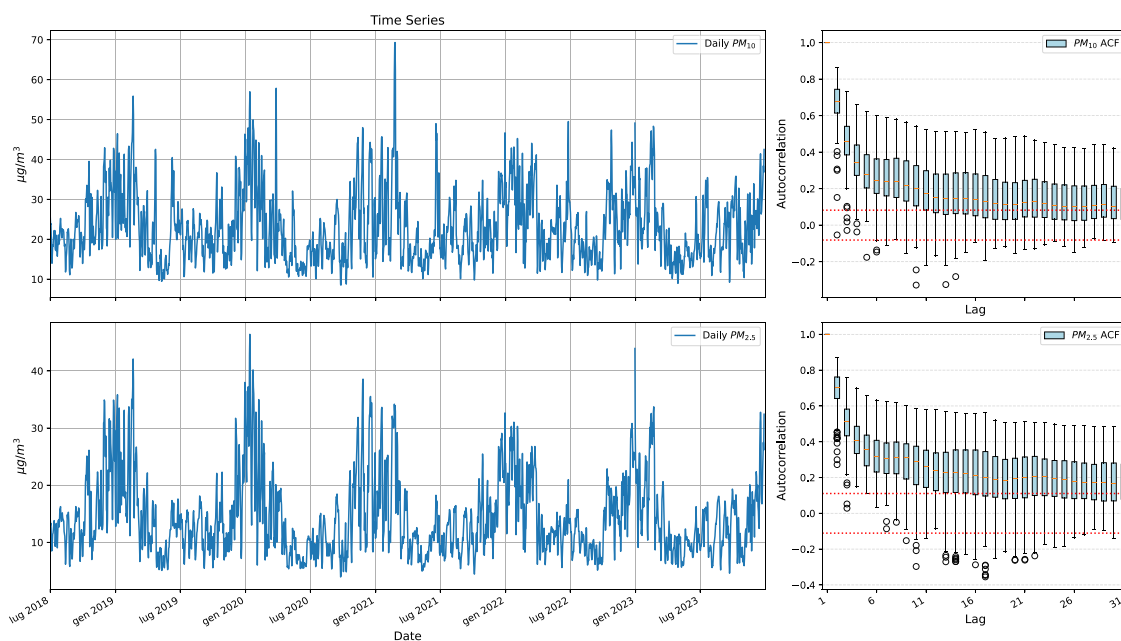 Time Series
Daily PM10
μg/m³
70
60
50
40
30
20
10
PM10 ACF
Autocorrelation
1.0
0.8
0.6
0.4
0.2
0.0
−0.2
Lag
Daily PM2.5
μg/m³
40
30
20
10
lug 2018
gen 2019
lug 2019
gen 2020
lug 2020
gen 2021
lug 2021
gen 2022
lug 2022
gen 2023
lug 2023
Date
PM2.5 ACF
Autocorrelation
1.0
0.8
0.6
0.4
0.2
0.0
−0.2
−0.4
1 6 11 16 21 26 31
Lag